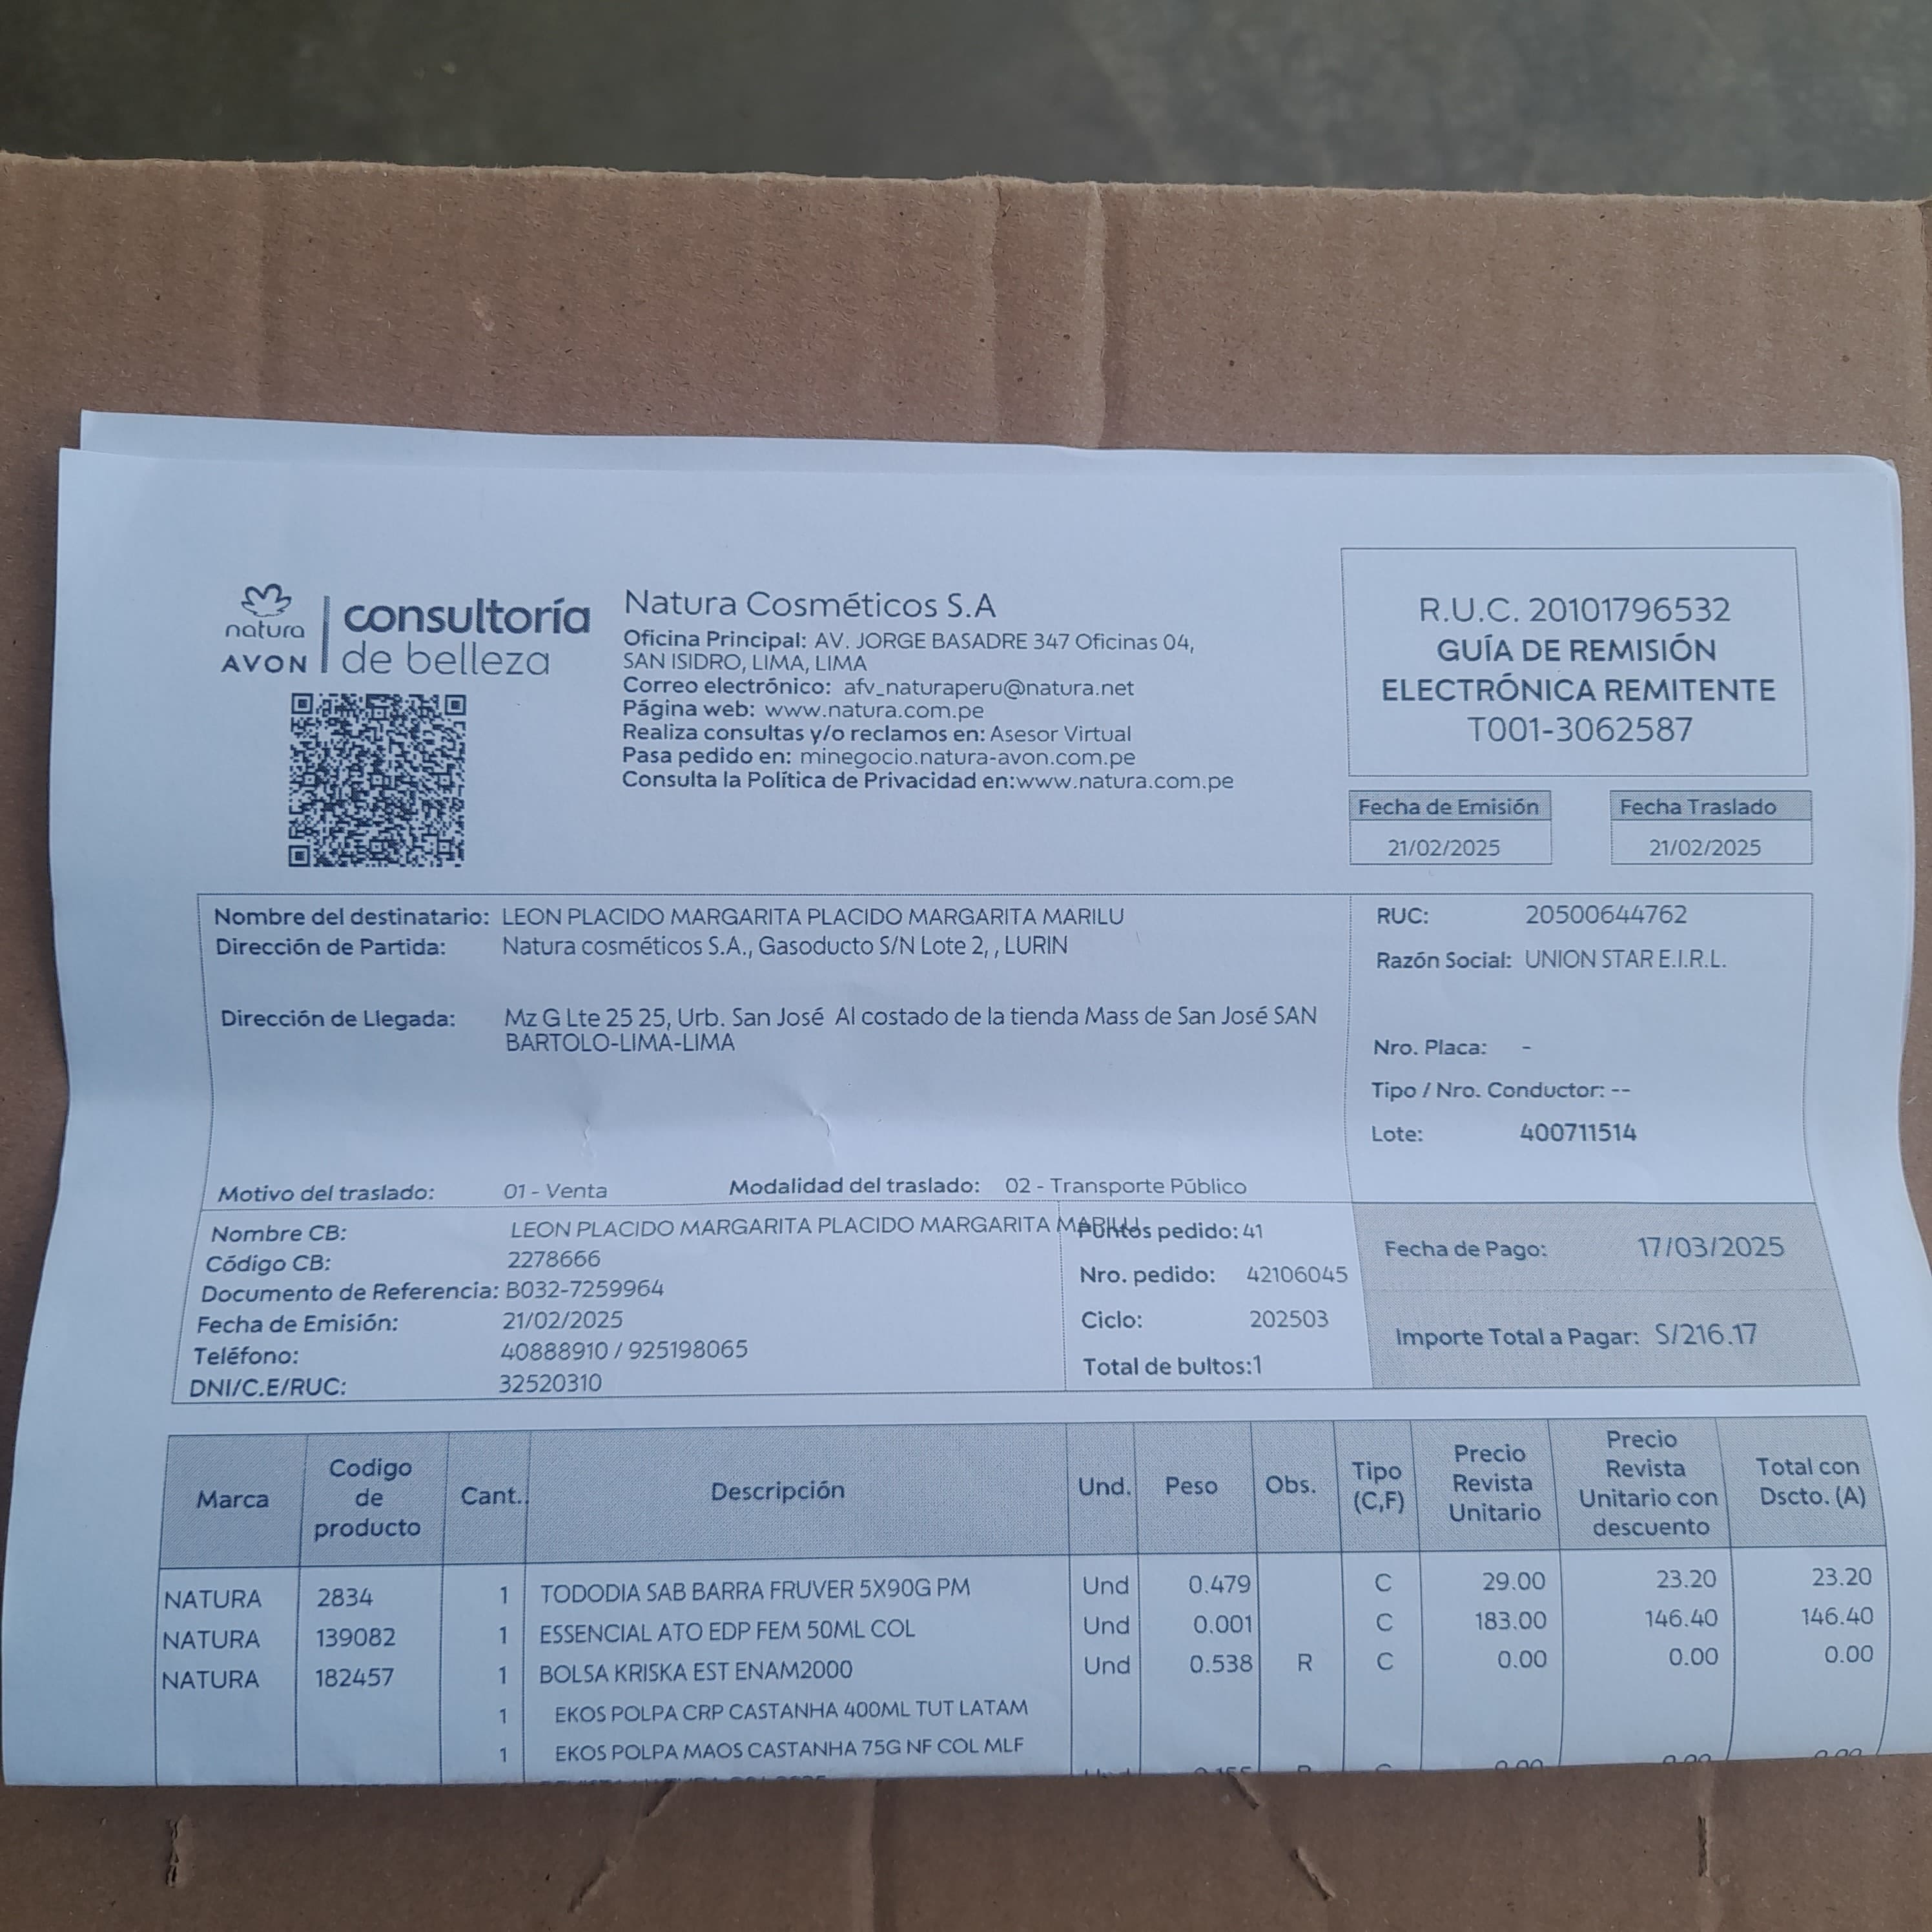 natura
AVON
consultoría
de belleza
Natura Cosméticos S.A
Oficina Principal: AV. JORGE BASADRE 347 Oficinas 04,
SAN ISIDRO, LIMA, LIMA
Correo electrónico: afv_naturaperu@natura.net
Página web: www.natura.com.pe
Realiza consultas y/o reclamos en: Asesor Virtual
Pasa pedido en: minegocio.natura-avon.com.pe
Consulta la Política de Privacidad en:www.natura.com.pe
R.U.C. 20101796532
GUÍA DE REMISIÓN
ELECTRÓNICA REMITENTE
T001-3062587
Fecha de Emisión
21/02/2025
Fecha Traslado
21/02/2025
Nombre del destinatario: LEON PLACIDO MARGARITA PLACIDO MARGARITA MARILU
Dirección de Partida: Natura cosméticos S.A., Gasoducto S/N Lote 2, , LURIN
Dirección de Llegada: Mz G Lte 25 25, Urb. San José Al costado de la tienda Mass de San José SAN
BARTOLO-LIMA-LIMA
Motivo del traslado: 01 - Venta Modalidad del traslado: 02 - Transporte Público
RUC: 20500644762
Razón Social: UNION STAR E.I.R.L.
Nro. Placa: -
Tipo / Nro. Conductor: --
Lote: 400711514
Nombre CB: LEON PLACIDO MARGARITA PLACIDO MARGARITA MARILU
Código CB: 2278666
Documento de Referencia: B032-7259964
Fecha de Emisión: 21/02/2025
Teléfono: 40888910 / 925198065
DNI/C.E/RUC: 32520310
Puntos pedido: 41
Nro. pedido: 42106045
Ciclo: 202503
Total de bultos:1
Fecha de Pago: 17/03/2025
Importe Total a Pagar: S/216.17
Marca Codigo de producto Cant. Descripción Und. Peso Obs. Tipo (C,F) Precio Revista Unitario Precio Revista Unitario con descuento Total con Dscto. (A)
NATURA 2834 1 TODODIA SAB BARRA FRUVER 5X90G PM Und 0.479 C 29.00 23.20 23.20
NATURA 139082 1 ESSENCIAL ATO EDP FEM 50ML COL Und 0.001 C 183.00 146.40 146.40
NATURA 182457 1 BOLSA KRISKA EST ENAM2000 Und 0.538 R C 0.00 0.00 0.00
1 EKOS POLPA CRP CASTANHA 400ML TUT LATAM
1 EKOS POLPA MAOS CASTANHA 75G NF COL MLF